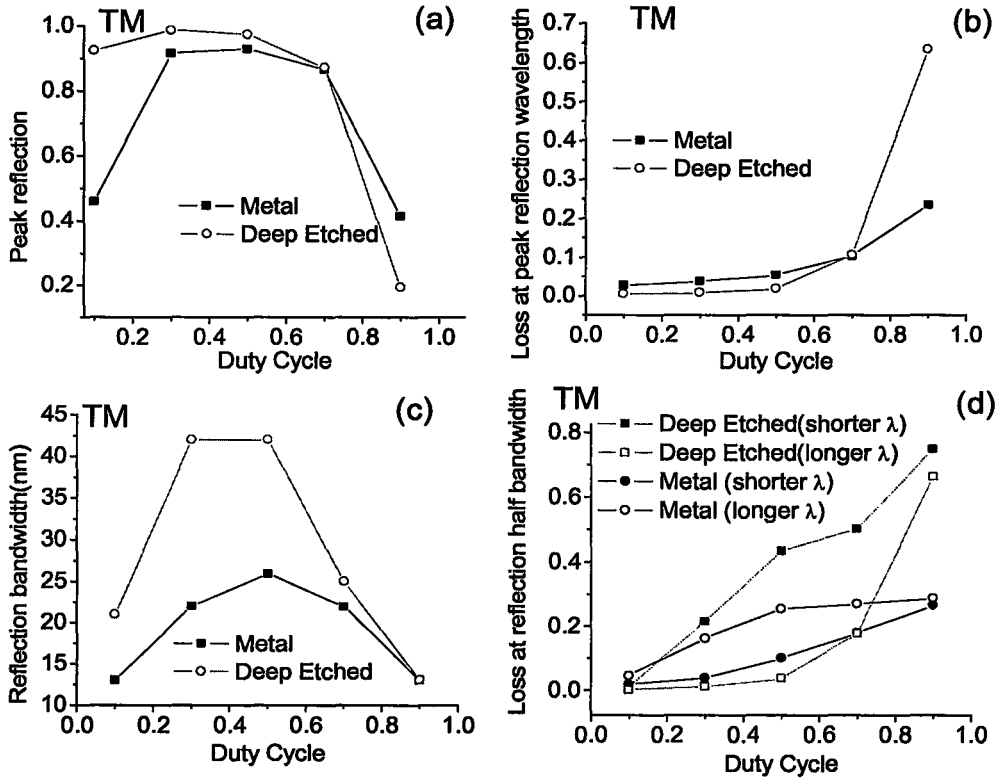 TM
(a)
Peak reflection
1.0
0.8
0.6
0.4
0.2
Metal
Deep Etched
0.2 0.4 0.6 0.8 1.0
Duty Cycle
TM
(b)
Loss at peak reflection wavelength
0.7
0.6
0.5
0.4
0.3
0.2
0.1
0.0
Metal
Deep Etched
0.0 0.2 0.4 0.6 0.8 1.0
Duty Cycle
TM
(c)
Reflection bandwidth(nm)
45
40
35
30
25
20
15
10
Metal
Deep Etched
0.0 0.2 0.4 0.6 0.8 1.0
Duty Cycle
TM
(d)
Loss at reflection half bandwidth
0.8
0.6
0.4
0.2
0.0
Deep Etched(shorter λ)
Deep Etched(longer λ)
Metal (shorter λ)
Metal (longer λ)
0.0 0.2 0.4 0.6 0.8 1.0
Duty Cycle